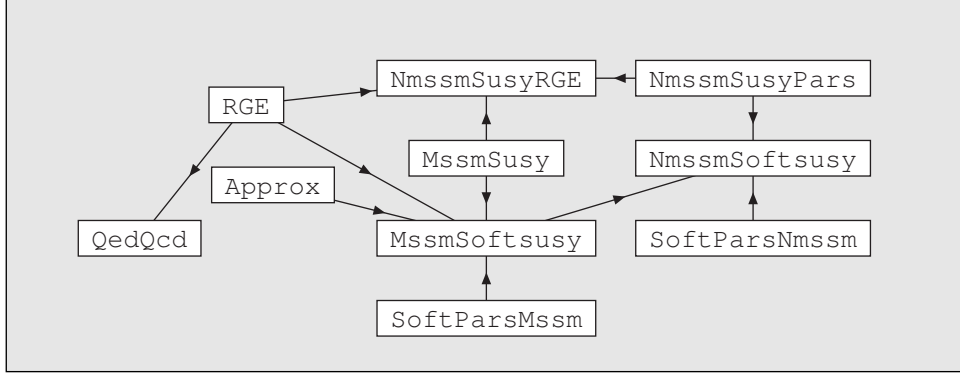 NmssmSusyRGE
NmssmSusyPars
RGE
MssmSusy
NmssmSoftsusy
Approx
QedQcd
MssmSoftsusy
SoftParsNmssm
SoftParsMssm